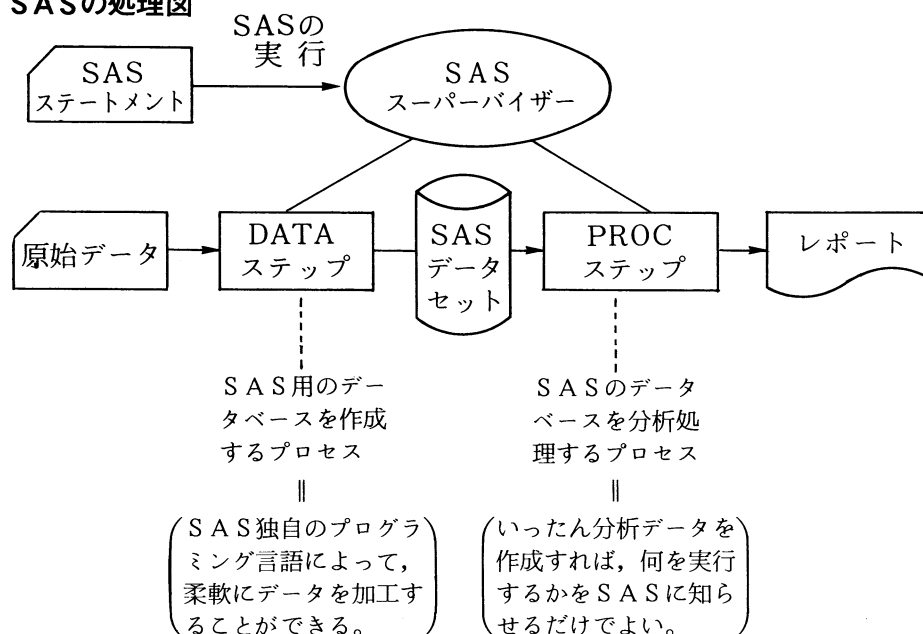 SASの処理図
SASの
実 行
SAS
ステートメント
SAS
スーパーバイザー
原始データ
DATA
ステップ
SAS
データ
セット
PROC
ステップ
レポート
SAS用のデー
タベースを作成
するプロセス
SASのデータ
ベースを分析処
理するプロセス
‖
‖
(SAS独自のプログラ
ミング言語によって,
柔軟にデータを加工す
ることができる。)
(いったん分析データを
作成すれば,何を実行
するかをSASに知ら
せるだけでよい。)